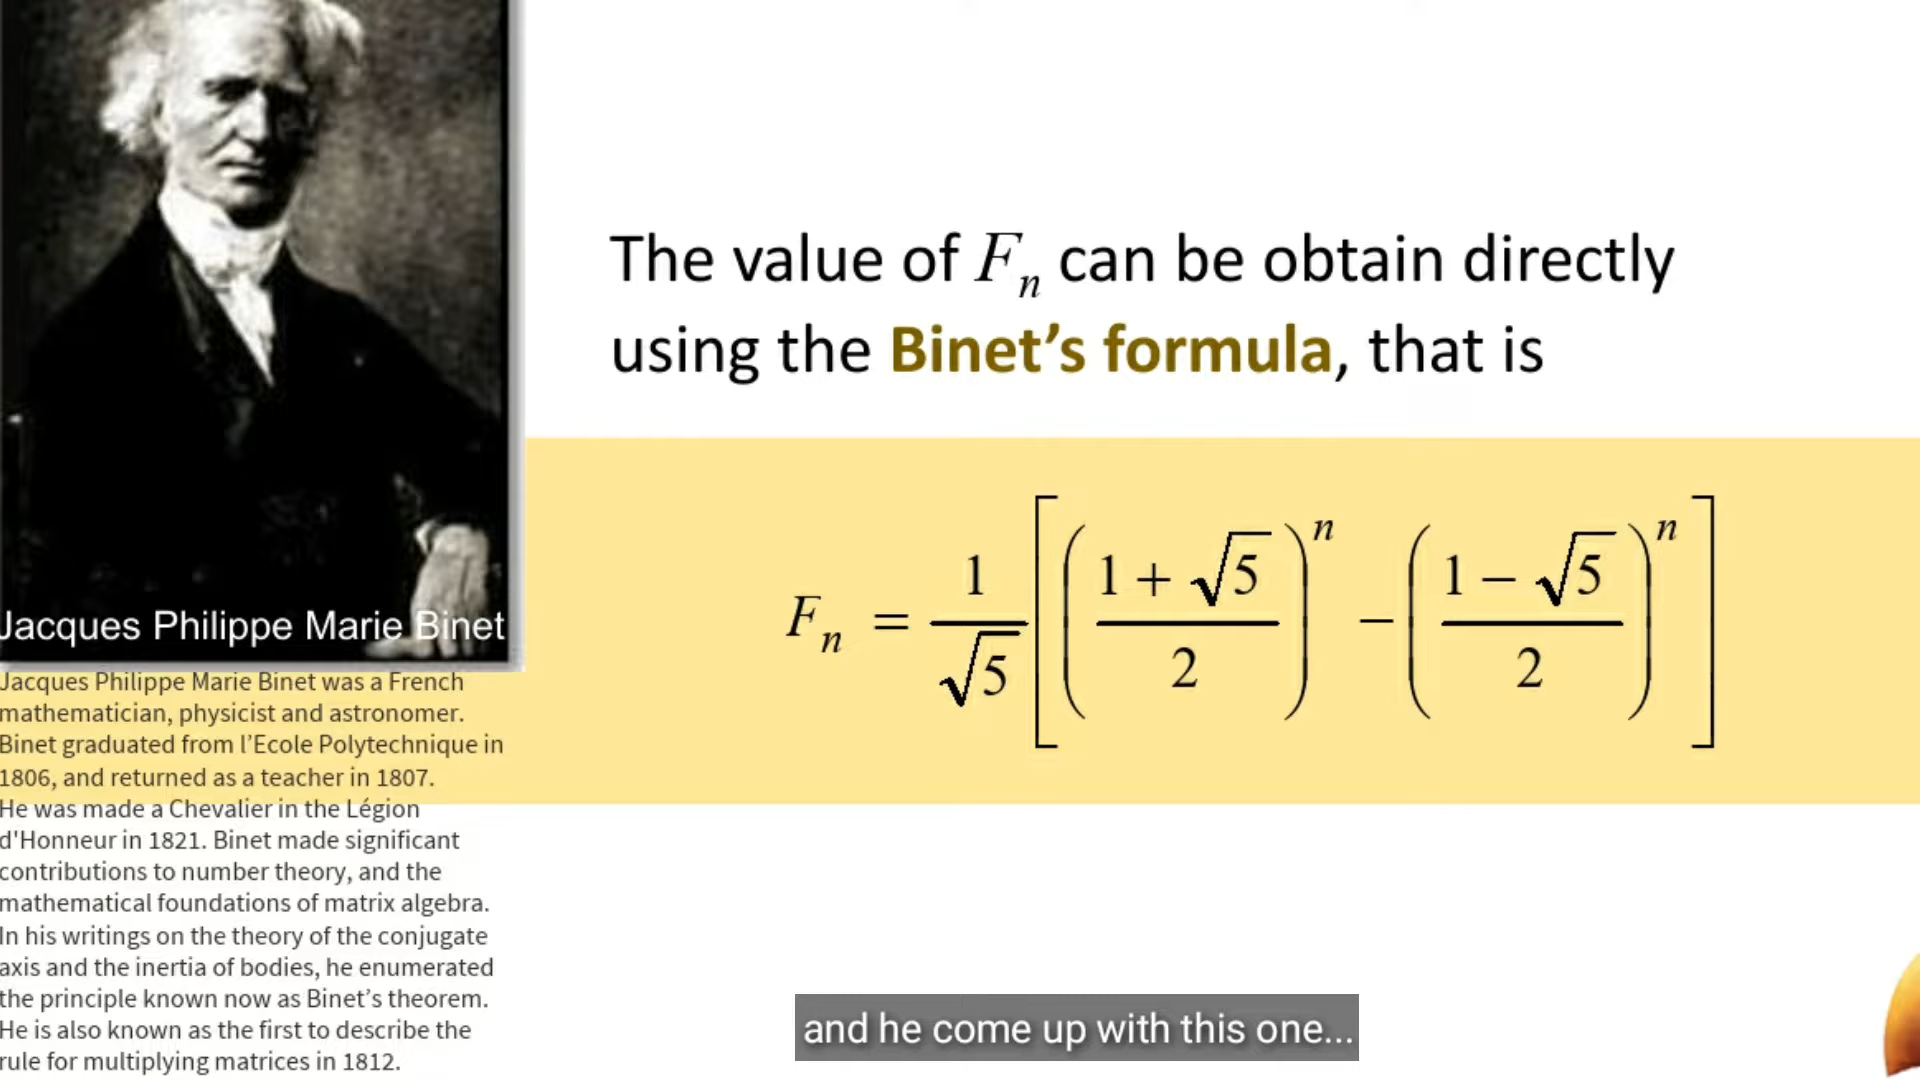 The value of Fₙ can be obtain directly
using the Binet’s formula, that is
Fₙ = 1/√5 [ ( (1 + √5)/2 )ⁿ − ( (1 − √5)/2 )ⁿ ]
Jacques Philippe Marie Binet
Jacques Philippe Marie Binet was a French
mathematician, physicist and astronomer.
Binet graduated from l’Ecole Polytechnique in
1806, and returned as a teacher in 1807.
He was made a Chevalier in the Légion
d'Honneur in 1821. Binet made significant
contributions to number theory, and the
mathematical foundations of matrix algebra.
In his writings on the theory of the conjugate
axis and the inertia of bodies, he enumerated
the principle known now as Binet’s theorem.
He is also known as the first to describe the
rule for multiplying matrices in 1812.
and he come up with this one...